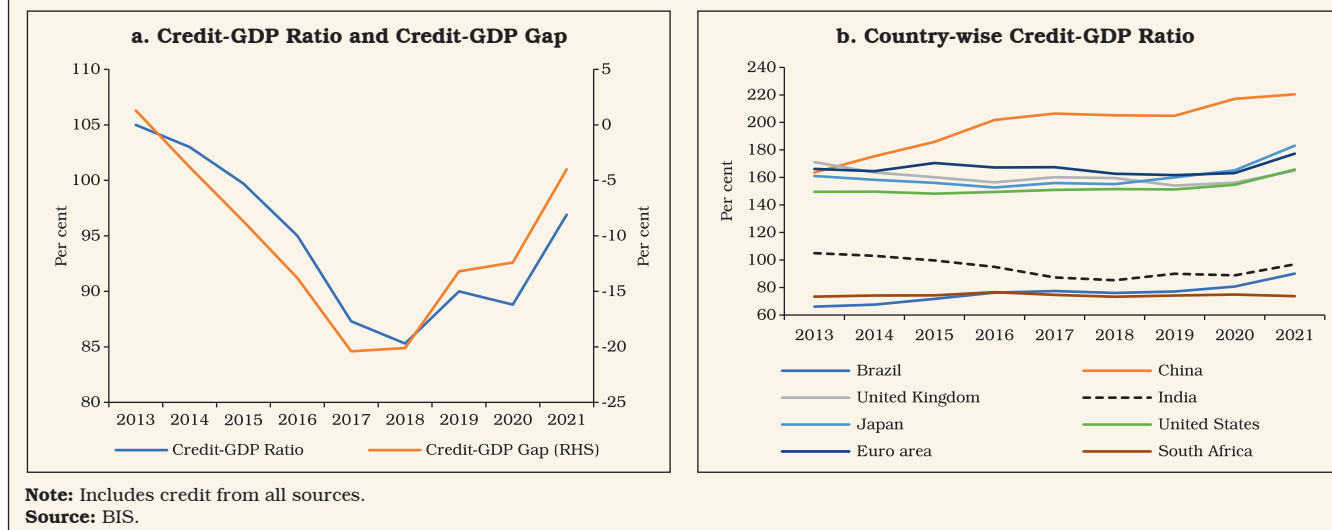 a. Credit-GDP Ratio and Credit-GDP Gap
110
105
100
95
90
85
80
Per cent
5
0
-5
-10
-15
-20
-25
Per cent
2013 2014 2015 2016 2017 2018 2019 2020 2021
Credit-GDP Ratio
Credit-GDP Gap (RHS)
b. Country-wise Credit-GDP Ratio
240
220
200
180
160
140
120
100
80
60
Per cent
2013 2014 2015 2016 2017 2018 2019 2020 2021
Brazil
China
United Kingdom
India
Japan
United States
Euro area
South Africa
Note: Includes credit from all sources.
Source: BIS.